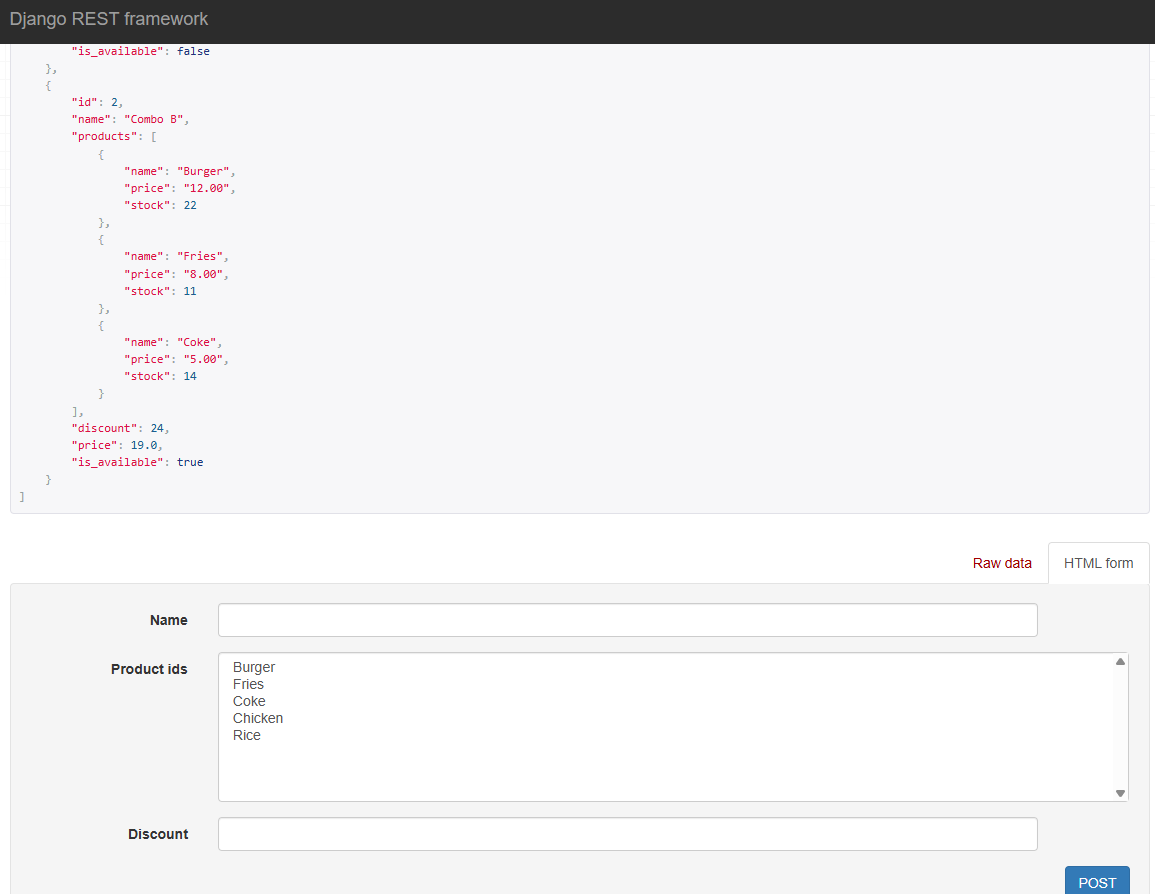 Django REST framework
"is_available": false
},
{
"id": 2,
"name": "Combo B",
"products": [
{
"name": "Burger",
"price": "12.00",
"stock": 22
},
{
"name": "Fries",
"price": "8.00",
"stock": 11
},
{
"name": "Coke",
"price": "5.00",
"stock": 14
}
],
"discount": 24,
"price": 19.0,
"is_available": true
}
]
Raw data HTML form
Name
Product ids
Burger
Fries
Coke
Chicken
Rice
Discount
POST